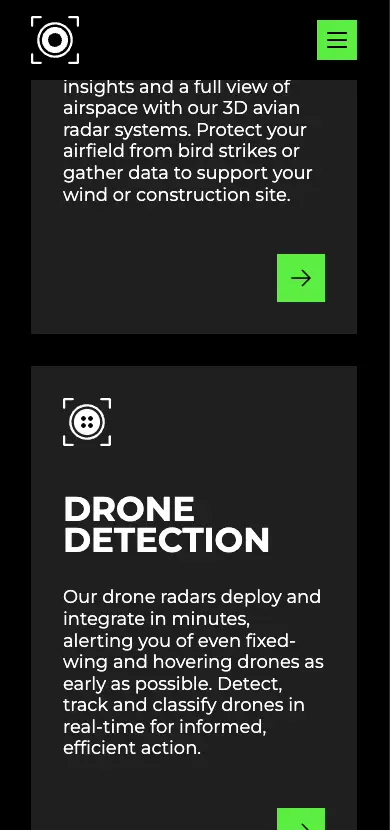 insights and a full view of
airspace with our 3D avian
radar systems. Protect your
airfield from bird strikes or
gather data to support your
wind or construction site.
DRONE
DETECTION
Our drone radars deploy and
integrate in minutes,
alerting you of even fixed-
wing and hovering drones as
early as possible. Detect,
track and classify drones in
real-time for informed,
efficient action.